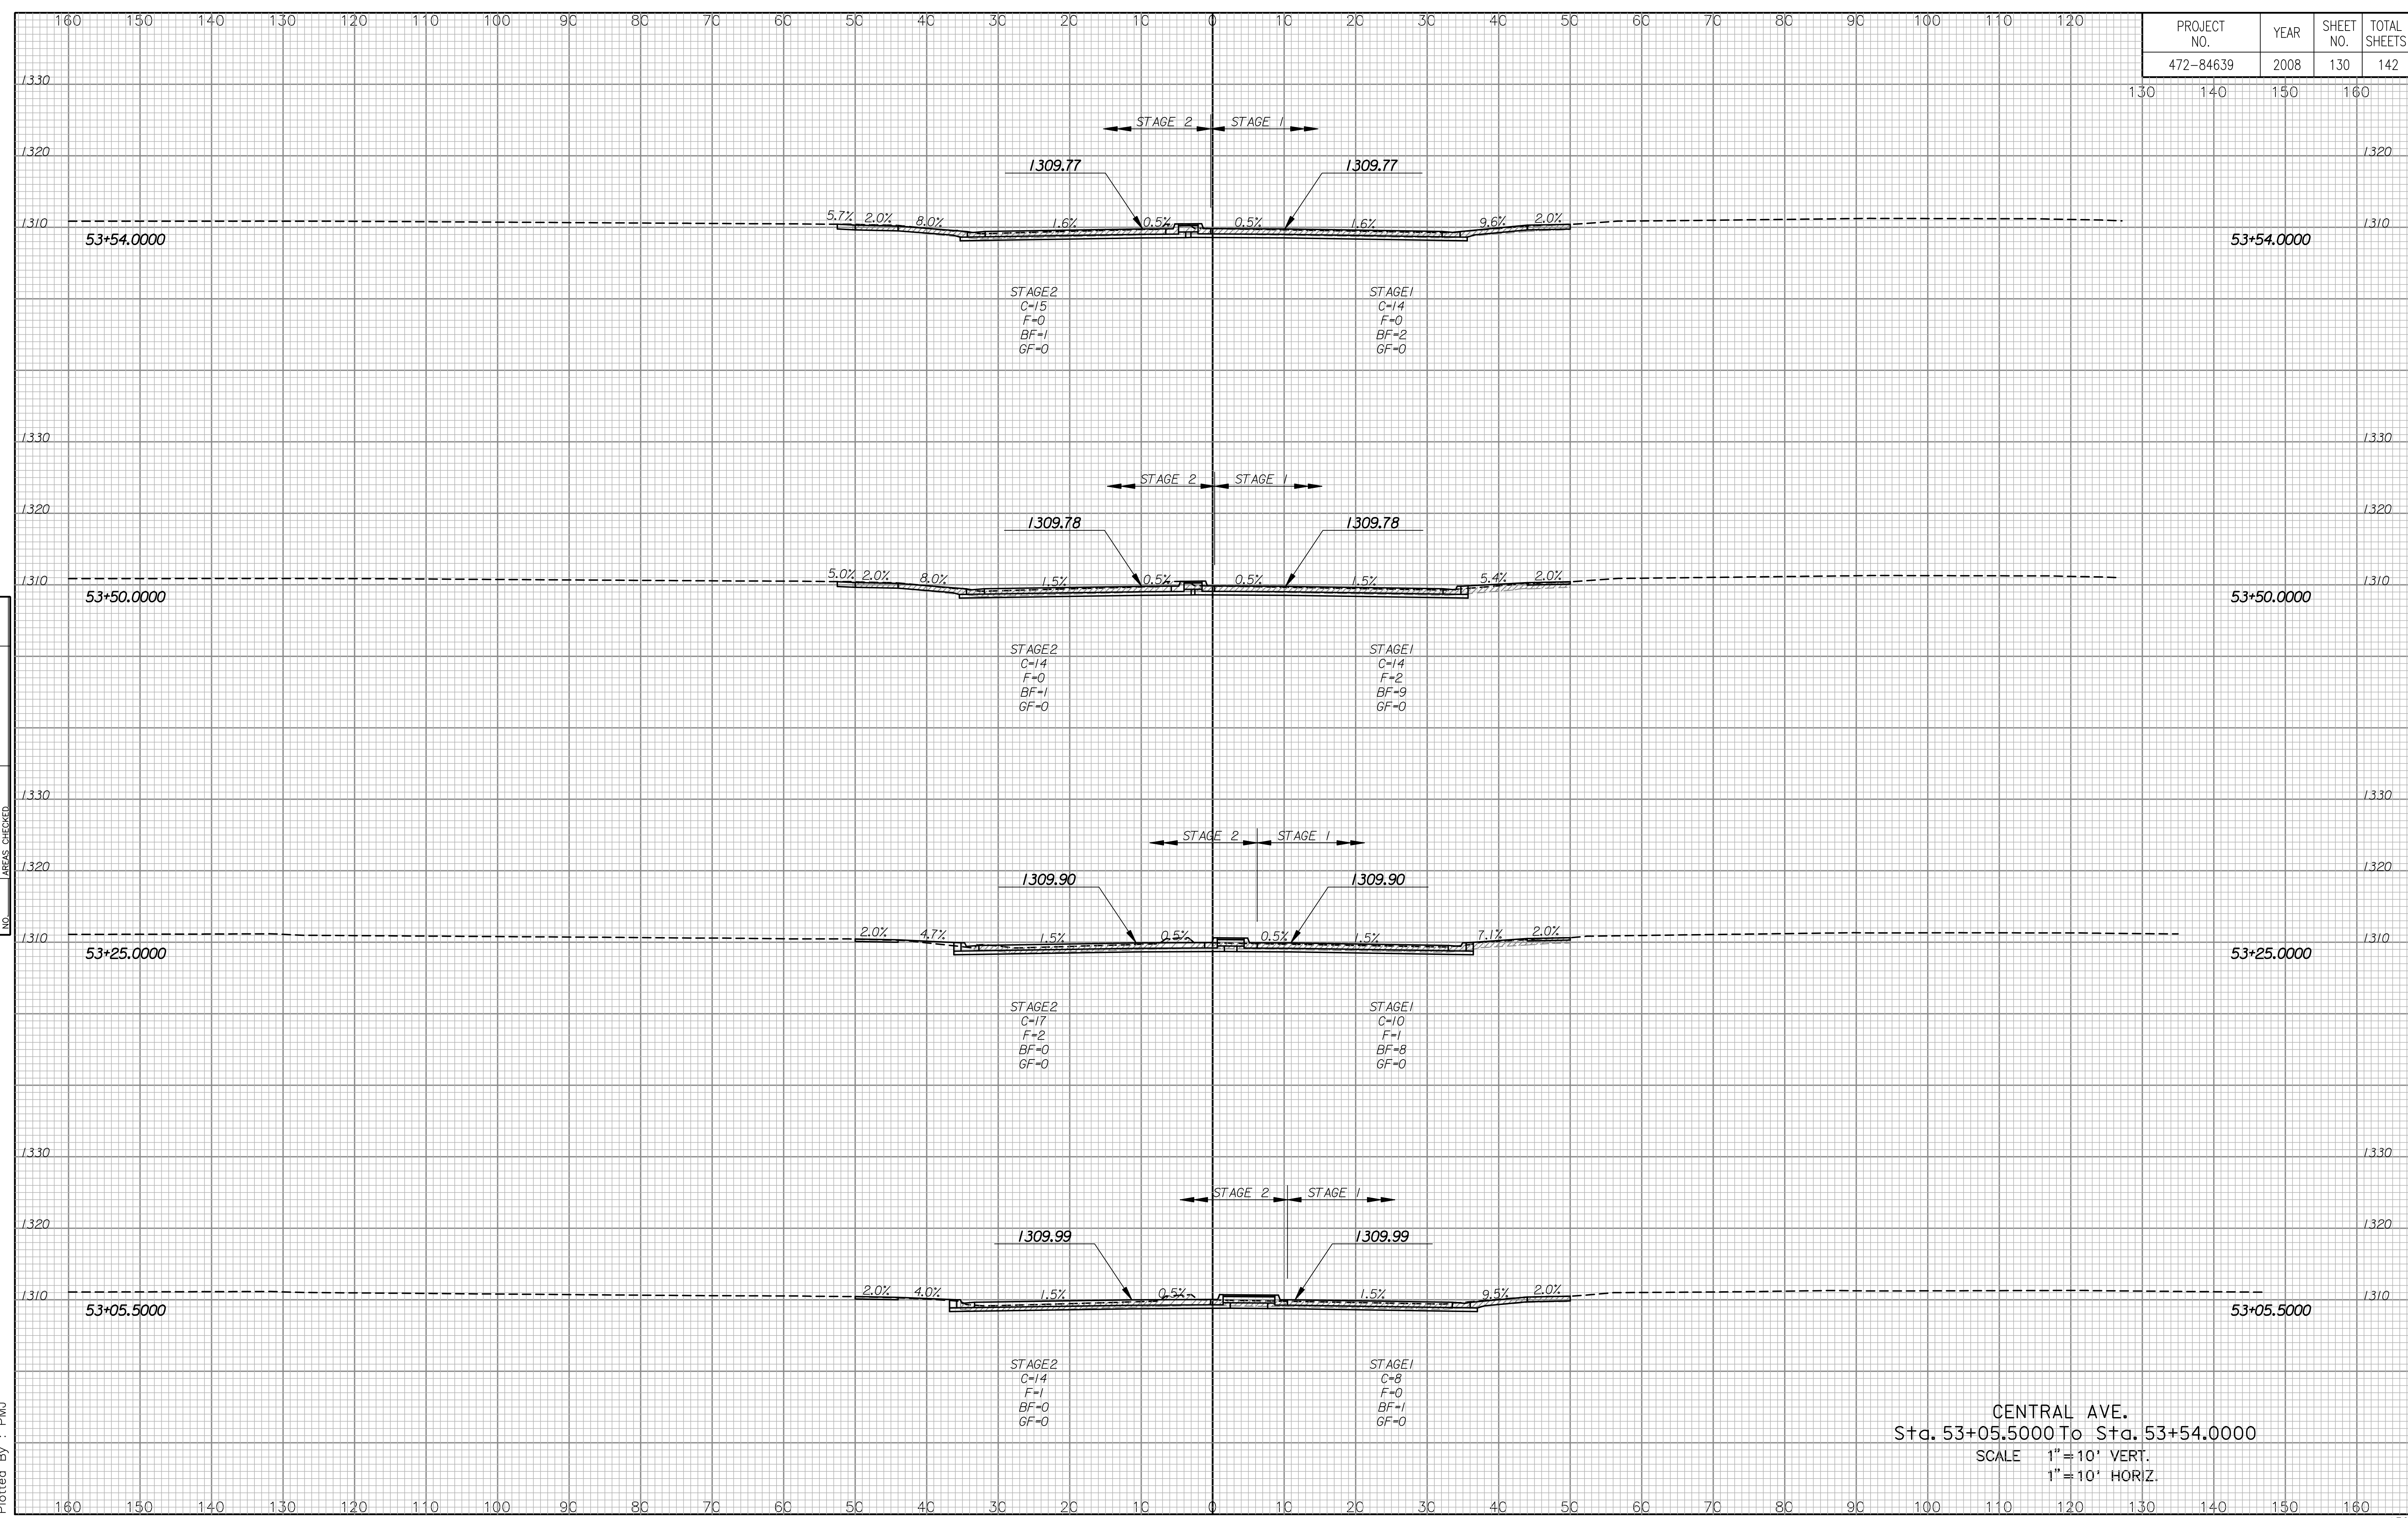 160 150 140 130 120 110 100 90 80 70 60 50 40 30 20 10 0 10 20 30 40 50 60 70 80 90 100 110 120
PROJECT NO. YEAR SHEET NO. TOTAL SHEETS
472-84639 2008 130 142
130 140 150 160
1330
STAGE 2 STAGE 1
1320 1320
1309.77 1309.77
5.7% 2.0% 8.0% 1.6% 0.5% 0.5% 1.6% 9.6% 2.0%
1310 1310
53+54.0000 53+54.0000
STAGE2 STAGE1
C=15 C=14
F=0 F=0
BF=1 BF=2
GF=0 GF=0
1330 1330
STAGE 2 STAGE 1
1320 1320
1309.78 1309.78
5.0% 2.0% 8.0% 1.5% 0.5% 0.5% 1.5% 5.4% 2.0%
1310 1310
53+50.0000 53+50.0000
STAGE2 STAGE1
C=14 C=14
F=0 F=2
BF=1 BF=9
GF=0 GF=0
1330 1330
STAGE 2 STAGE 1
1320 1320
1309.90 1309.90
2.0% 4.7% 1.5% 0.5% 0.5% 1.5% 7.1% 2.0%
1310 1310
53+25.0000 53+25.0000
STAGE2 STAGE1
C=17 C=10
F=2 F=1
BF=0 BF=8
GF=0 GF=0
1330 1330
STAGE 2 STAGE 1
1320 1320
1309.99 1309.99
2.0% 4.0% 1.5% 0.5% 1.5% 9.5% 2.0%
1310 1310
53+05.5000 53+05.5000
STAGE2 STAGE1
C=14 C=8
F=1 F=0
BF=0 BF=1
GF=0 GF=0
CENTRAL AVE.
Sta. 53+05.5000 To Sta. 53+54.0000
SCALE 1"=10' VERT.
1"=10' HORIZ.
160 150 140 130 120 110 100 90 80 70 60 50 40 30 20 10 0 10 20 30 40 50 60 70 80 90 100 110 120 130 140 150 160
AREAS CHECKED
NO.
Plotted By : PMJ